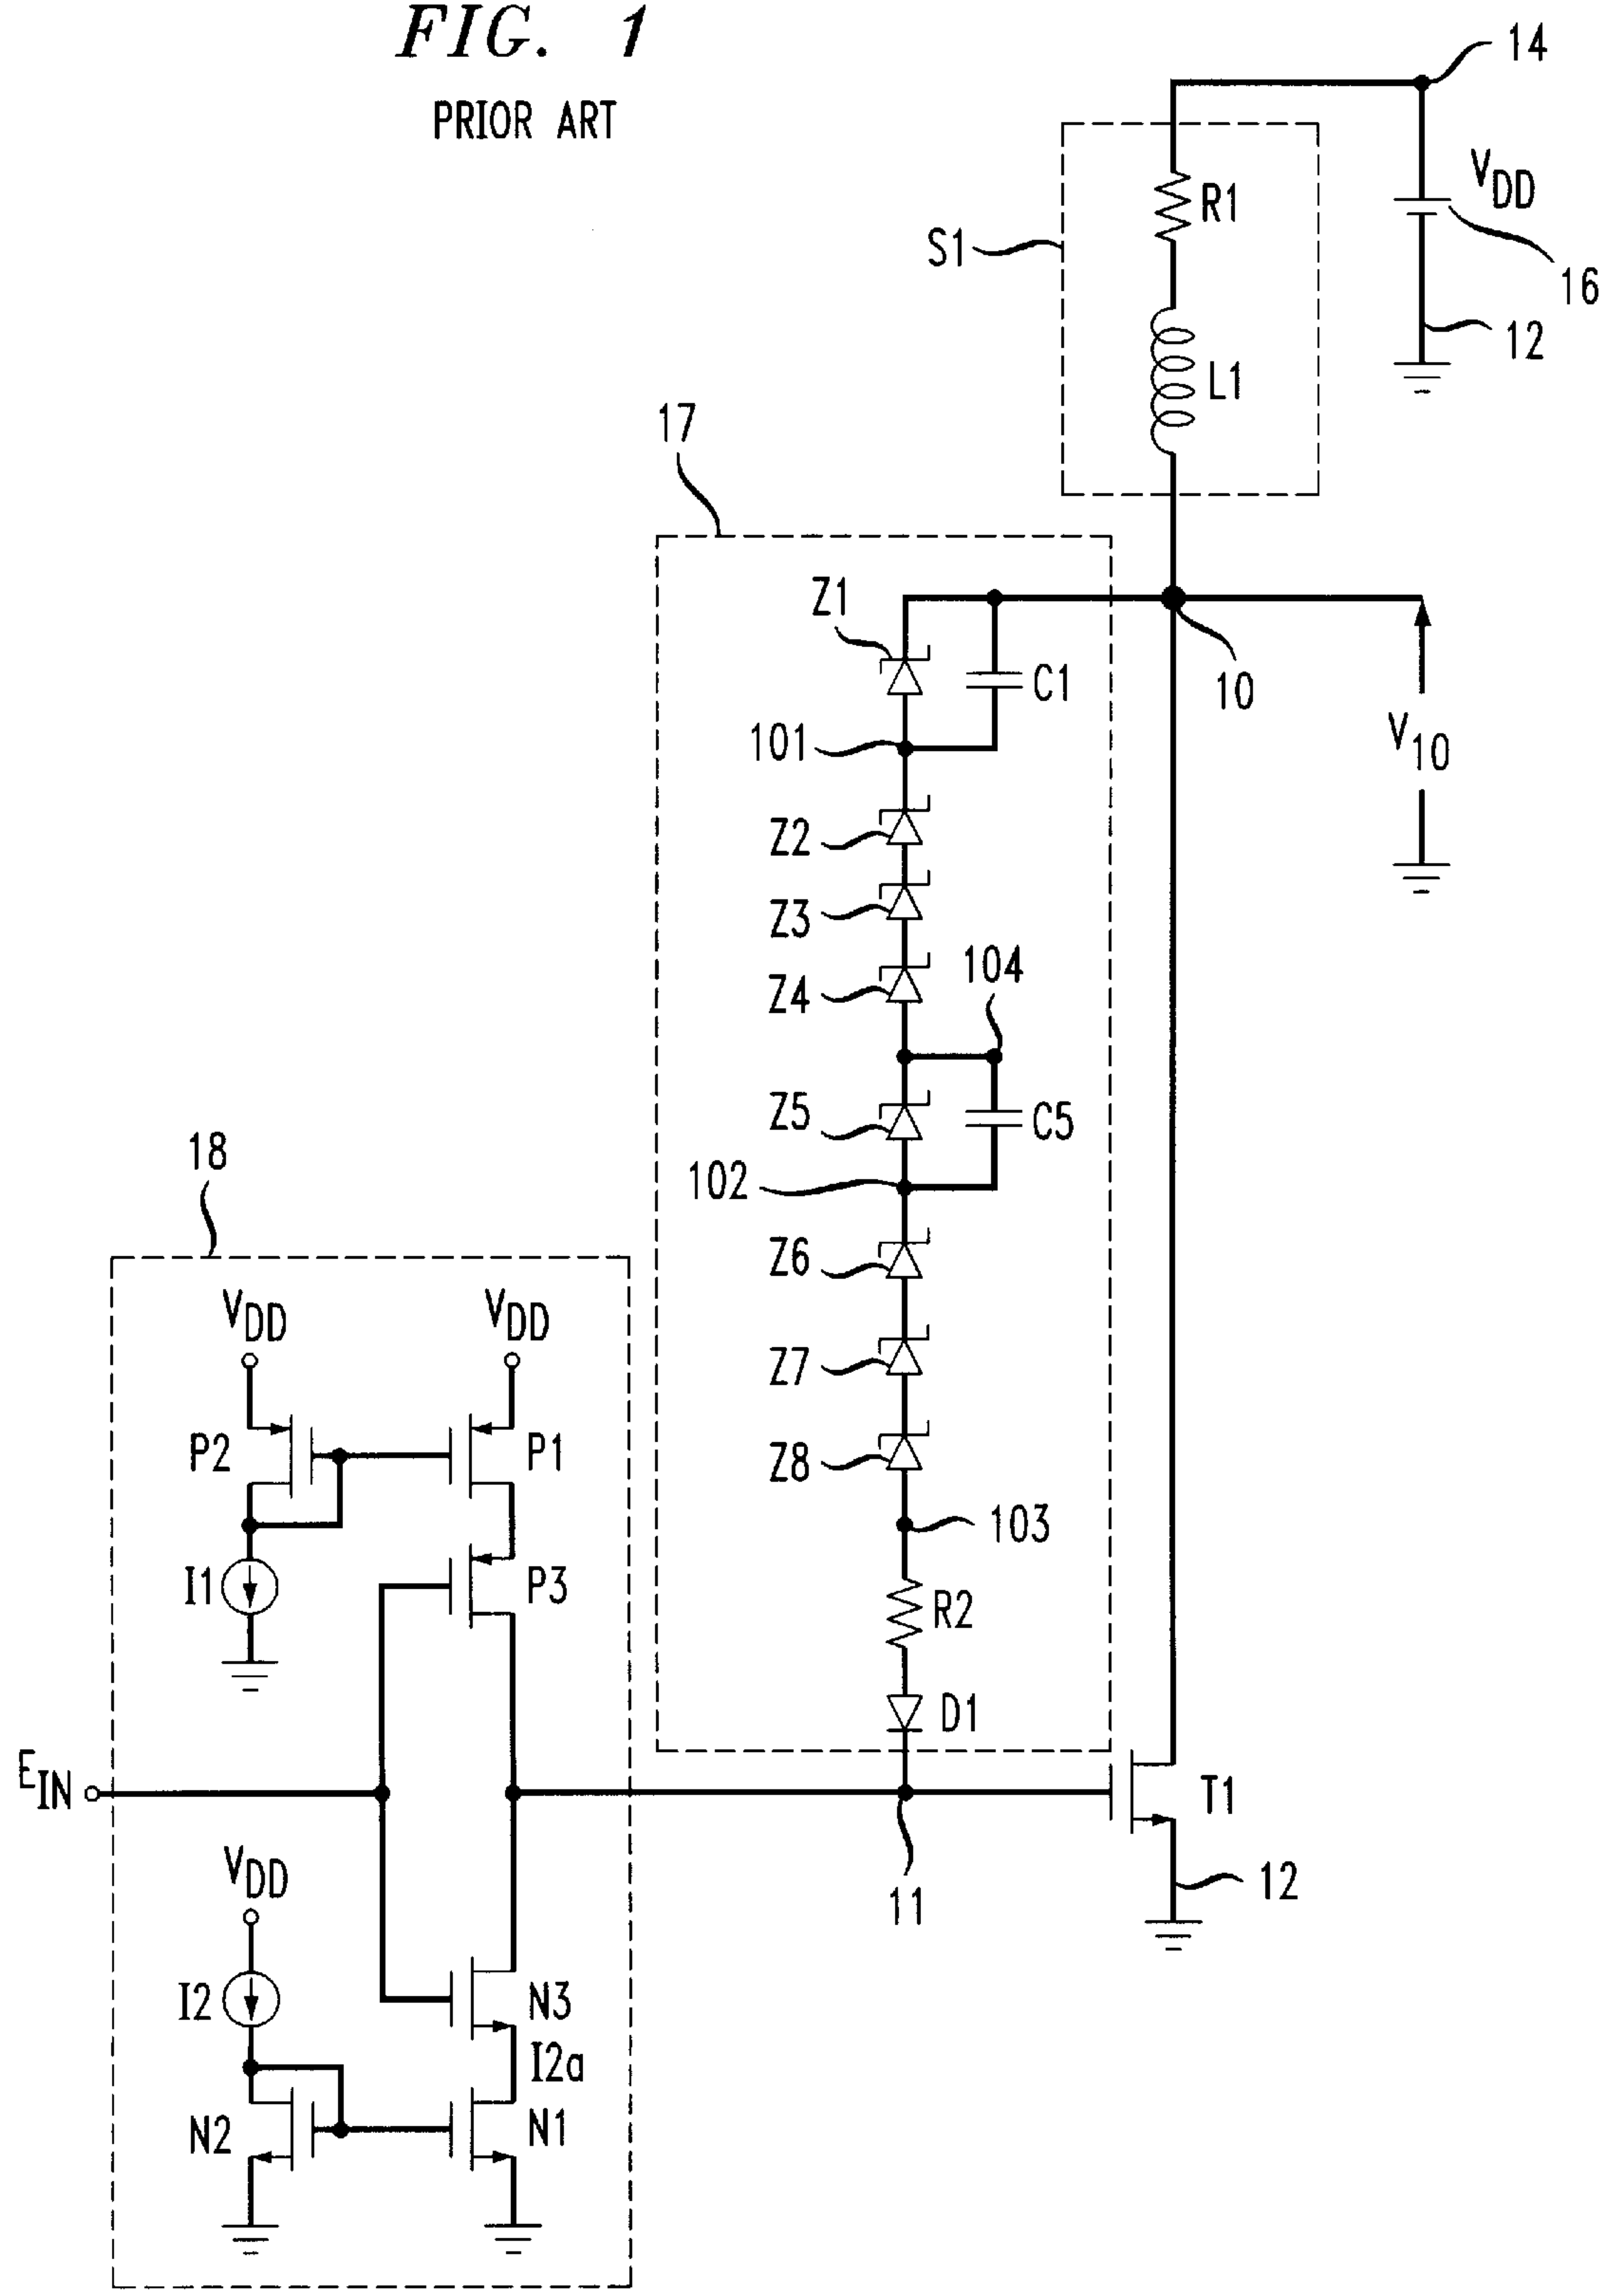 FIG. 1
PRIOR ART
14
VDD
R1
S1
16
12
L1
17
Z1
C1
10
101
V10
Z2
Z3
104
Z4
Z5
C5
18
102
Z6
VDD
VDD
Z7
P2
P1
Z8
103
I1
P3
R2
D1
EIN
T1
VDD
12
11
I2
N3
I2a
N2
N1